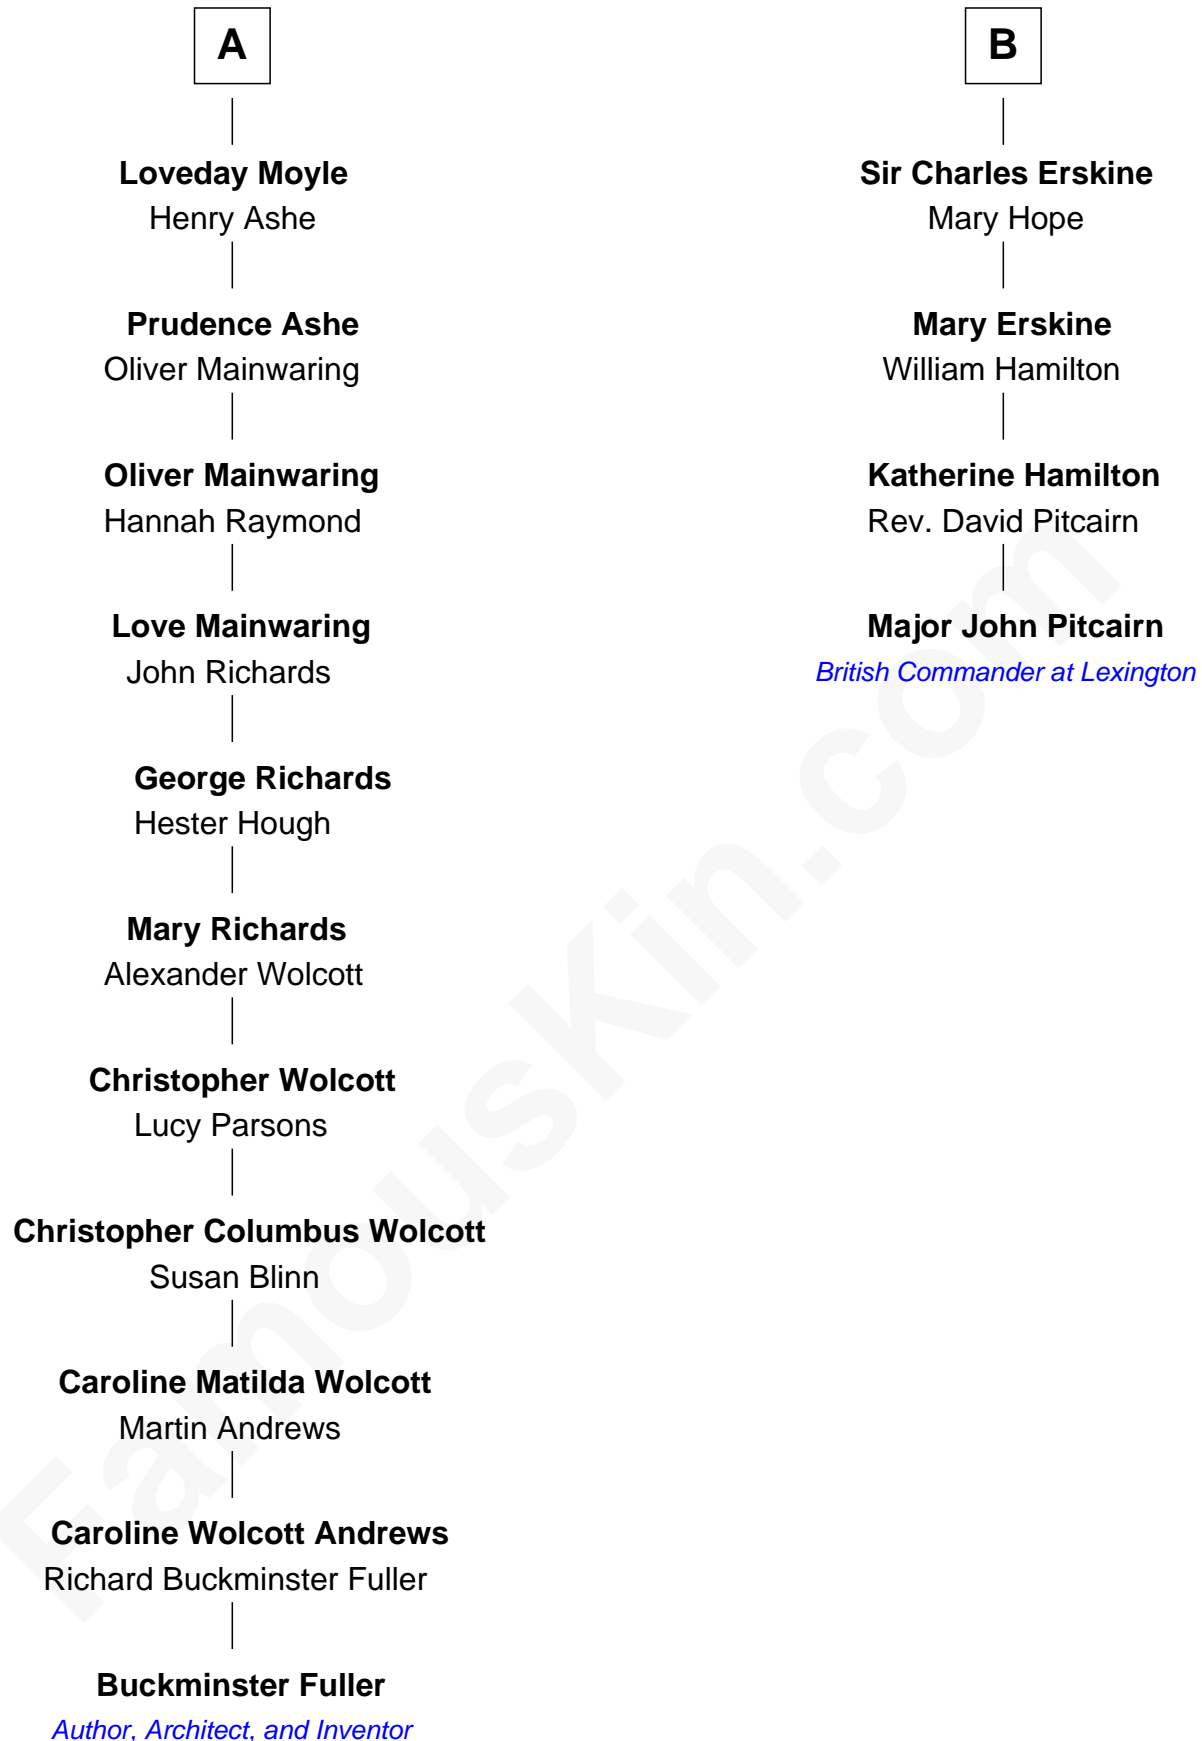 A
Loveday Moyle
Henry Ashe
Prudence Ashe
Oliver Mainwaring
Oliver Mainwaring
Hannah Raymond
Love Mainwaring
John Richards
George Richards
Hester Hough
Mary Richards
Alexander Wolcott
Christopher Wolcott
Lucy Parsons
Christopher Columbus Wolcott
Susan Blinn
Caroline Matilda Wolcott
Martin Andrews
Caroline Wolcott Andrews
Richard Buckminster Fuller
Buckminster Fuller
Author, Architect, and Inventor
B
Sir Charles Erskine
Mary Hope
Mary Erskine
William Hamilton
Katherine Hamilton
Rev. David Pitcairn
Major John Pitcairn
British Commander at Lexington
FamousKin.com